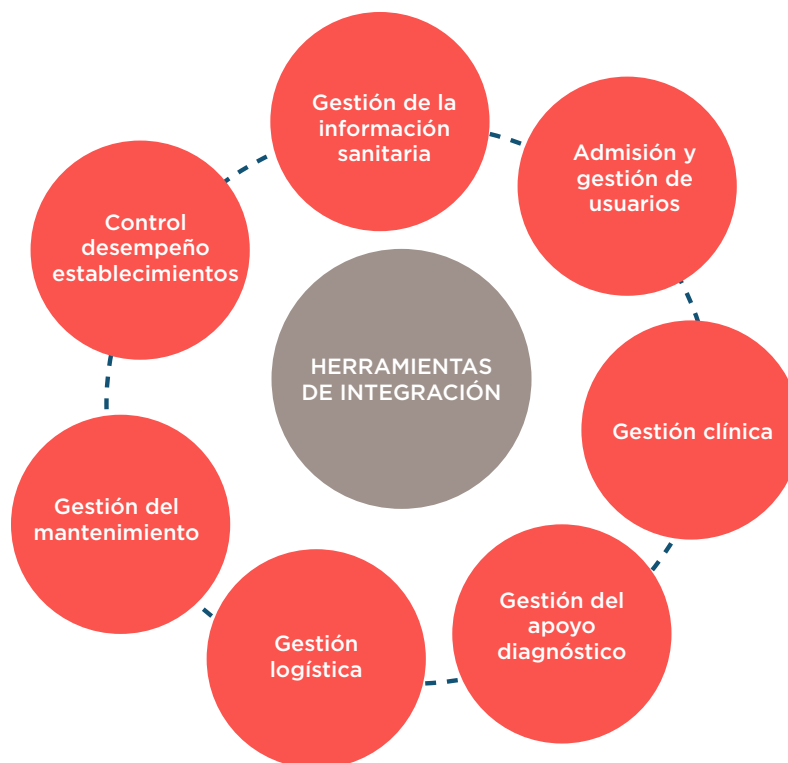 Gestión de la
información
sanitaria
Admisión y
gestión de
usuarios
Control
desempeño
establecimientos
HERRAMIENTAS
DE INTEGRACIÓN
Gestión clínica
Gestión del
mantenimiento
Gestión del
apoyo
diagnóstico
Gestión
logística